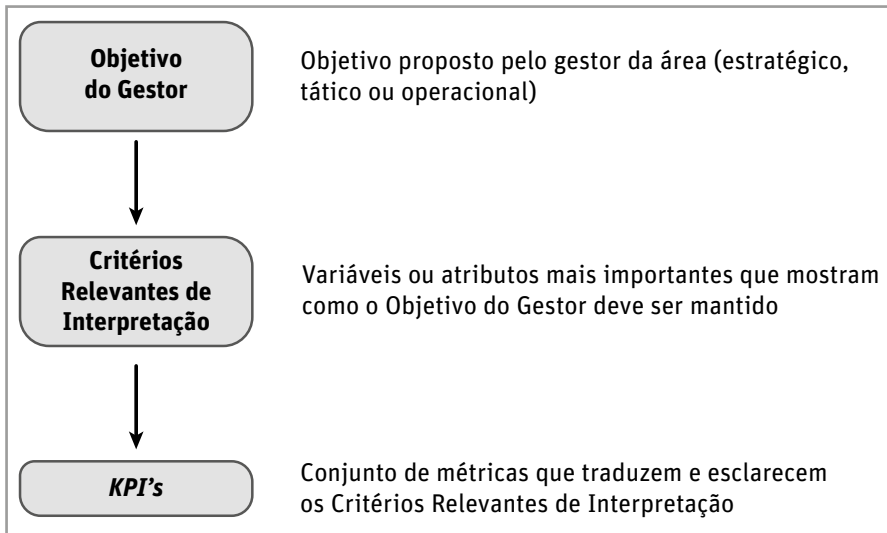 Objetivo
do Gestor
Objetivo proposto pelo gestor da área (estratégico,
tático ou operacional)
Critérios
Relevantes de
Interpretação
Variáveis ou atributos mais importantes que mostram
como o Objetivo do Gestor deve ser mantido
KPI's
Conjunto de métricas que traduzem e esclarecem
os Critérios Relevantes de Interpretação